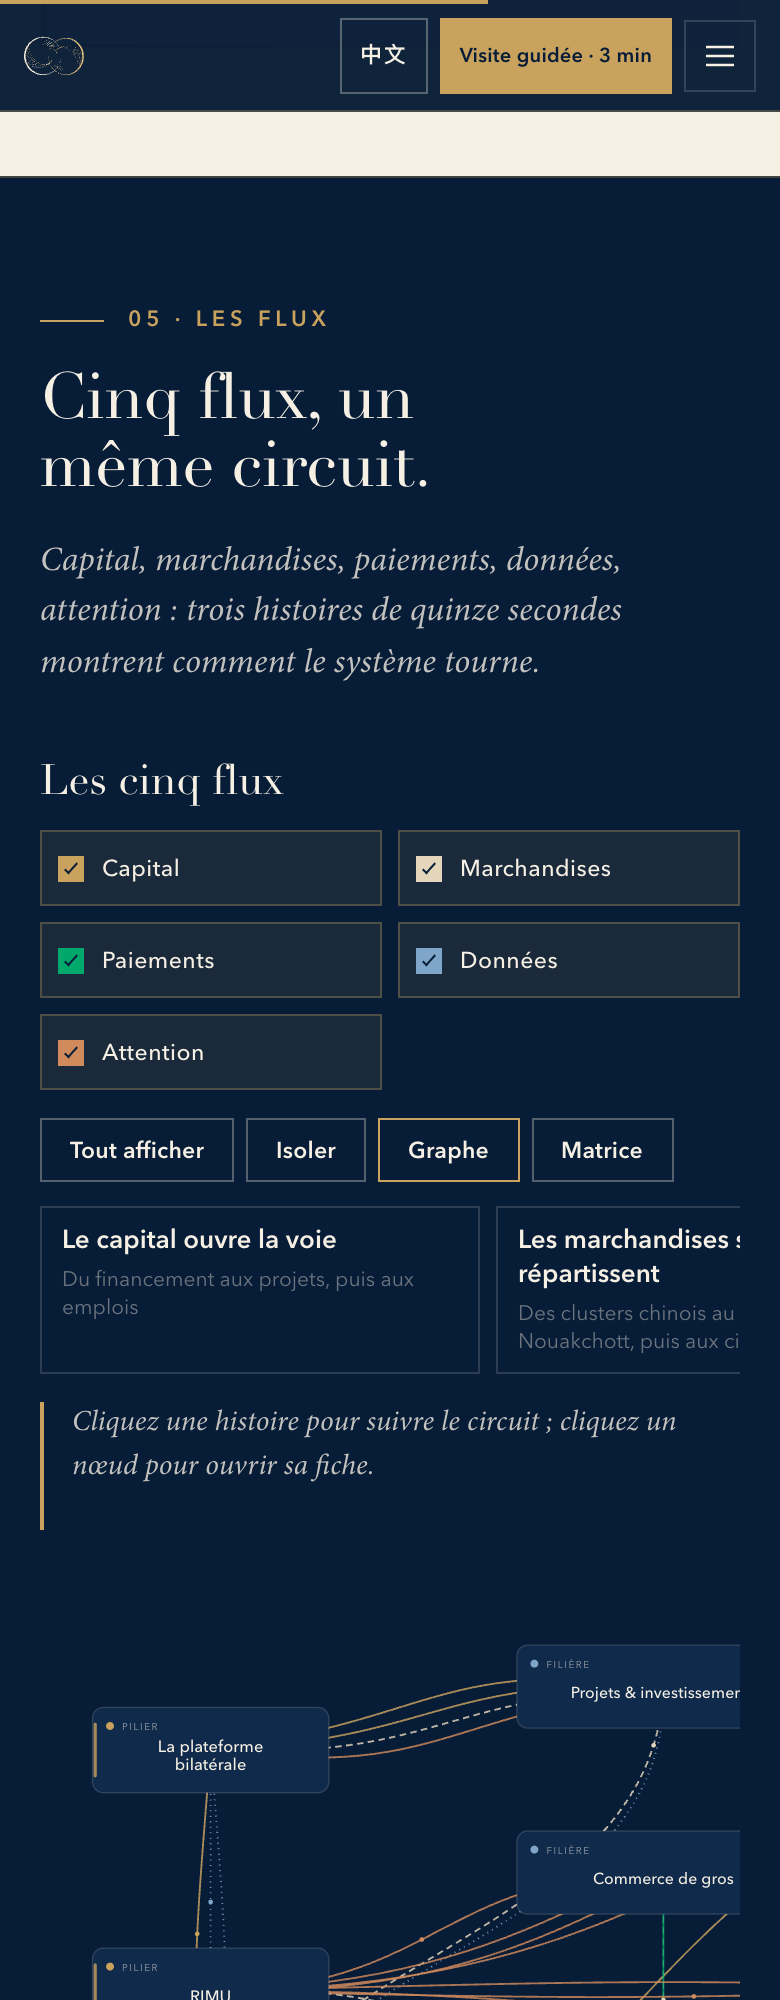 中文
Visite guidée · 3 min
05 · LES FLUX
Cinq flux, un
même circuit.
Capital, marchandises, paiements, données,
attention : trois histoires de quinze secondes
montrent comment le système tourne.
Les cinq flux
Capital
Marchandises
Paiements
Données
Attention
Tout afficher
Isoler
Graphe
Matrice
Le capital ouvre la voie
Du financement aux projets, puis aux
emplois
Les marchandises
répartissent
Des clusters chinois au
Nouakchott, puis aux
Cliquez une histoire pour suivre le circuit ; cliquez un
nœud pour ouvrir sa fiche.
FILIÈRE
Projets &
PILIER
La plateforme
bilatérale
FILIÈRE
Commerce de gros
PILIER
RIMU